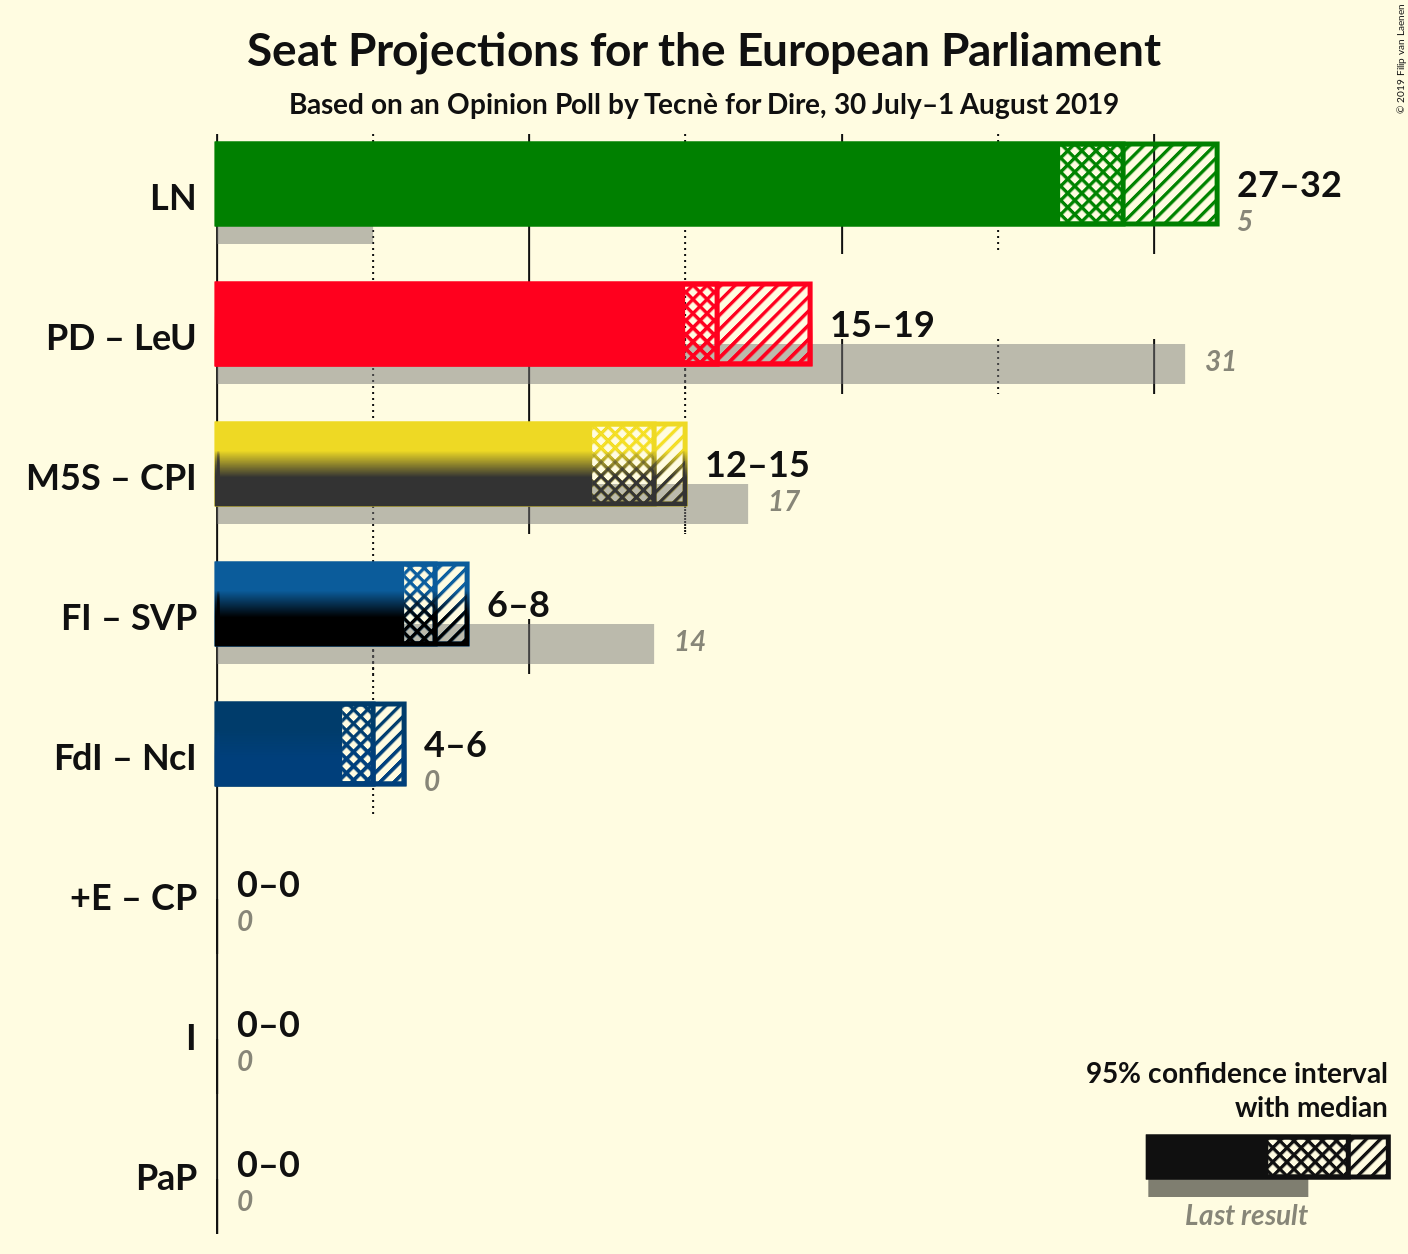 Seat Projections for the European Parliament
Based on an Opinion Poll by Tecnè for Dire, 30 July–1 August 2019
© 2019 Filip van Laenen
LN
27–32
5
PD – LeU
15–19
31
M5S – CPI
12–15
17
FI – SVP
6–8
14
FdI – NcI
4–6
0
+E – CP
0–0
0
I
0–0
0
PaP
0–0
0
95% confidence interval
with median
Last result